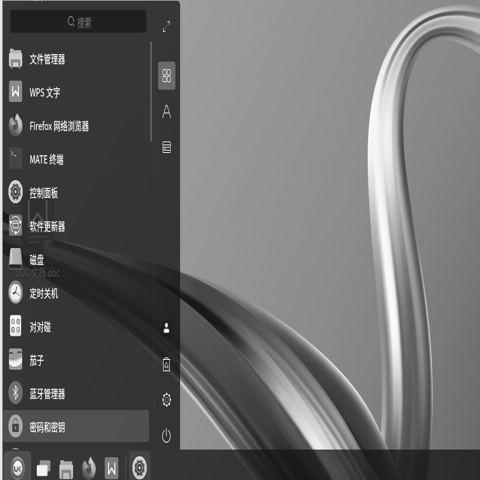 搜索
文件管理器
WPS 文字
Firefox 网络浏览器
MATE 终端
控制面板
软件更新器
磁盘
DOC文档.doc
定时关机
对对碰
茄子
蓝牙管理器
密码和密钥